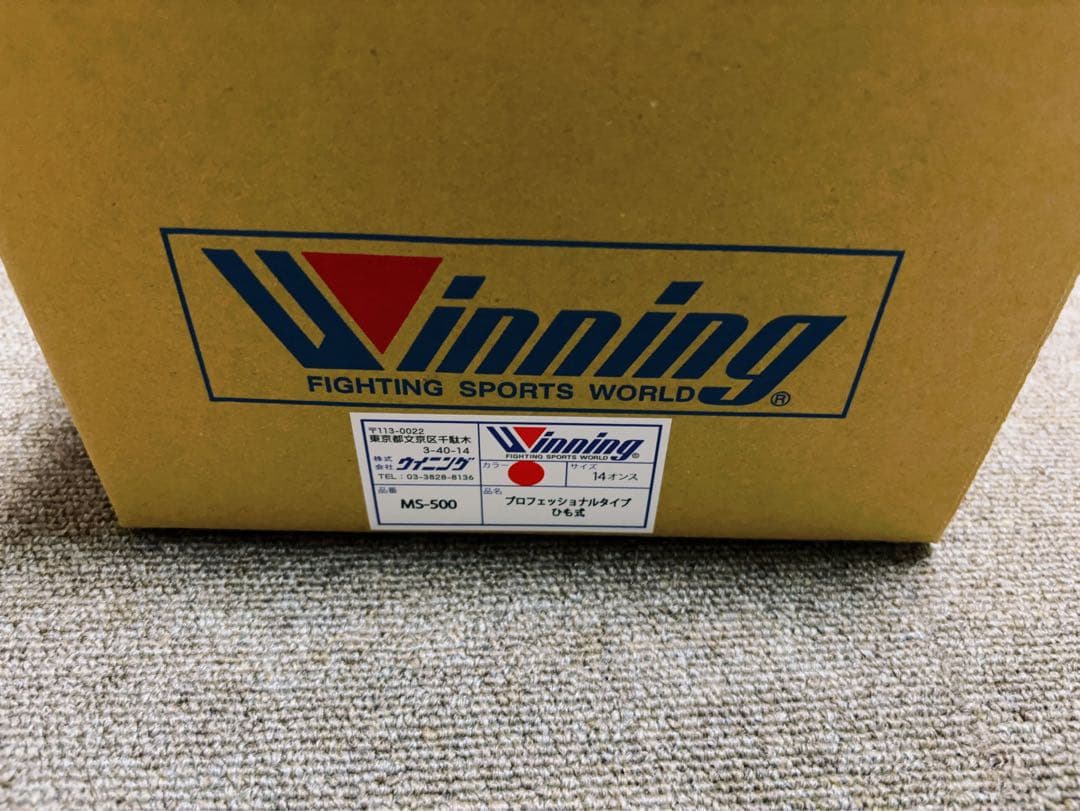 Winning
FIGHTING SPORTS WORLD ®
〒113-0022
東京都文京区千駄木
3-40-14
株式会社 ウイニング
TEL:03-3828-8136
Winning®
FIGHTING SPORTS WORLD
カラー
サイズ
14オンス
品番
MS-500
品名
プロフェッショナルタイプ
ひも式